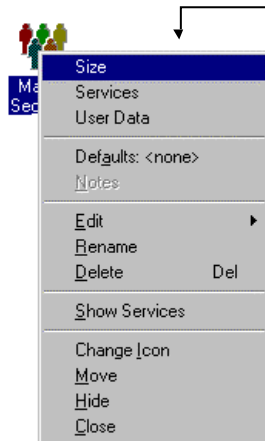 Ma
Seg
Size
Services
User Data
Defaults: <none>
Notes
Edit
Rename
Delete Del
Show Services
Change Icon
Move
Hide
Close